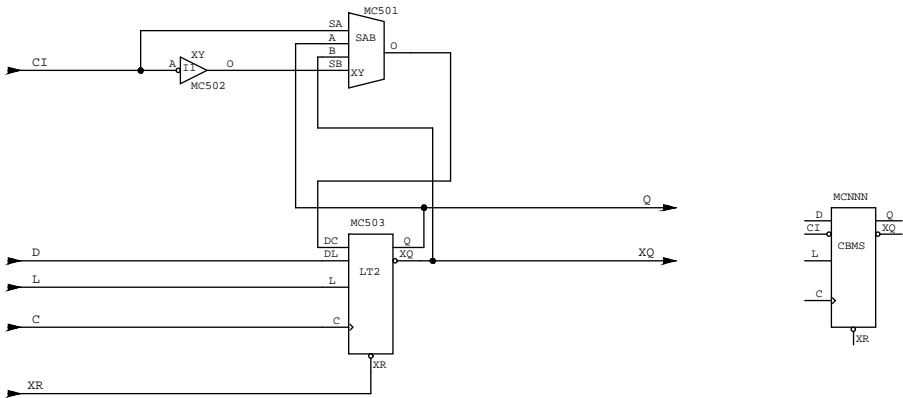 MC501
SA
A
SAB
B
O
SB
XY
CI
XY
A
II
O
MC502
Q
MC503
DC
Q
D
DL
XQ
XQ
LT2
L
L
C
C
XR
XR
MCNNN
D
Q
CI
XQ
CBMS
L
C
XR